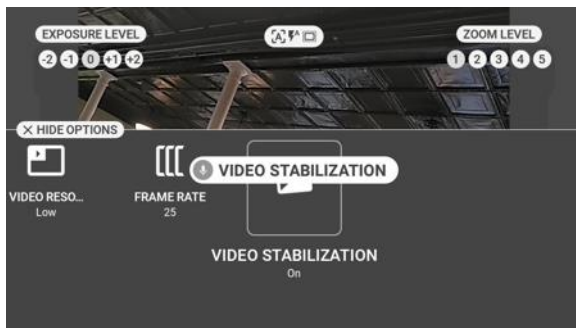 EXPOSURE LEVEL
-2 -1 0 +1 +2
A A
ZOOM LEVEL
1 2 3 4 5
HIDE OPTIONS
VIDEO RESO...
Low
FRAME RATE
25
VIDEO STABILIZATION
VIDEO STABILIZATION
On